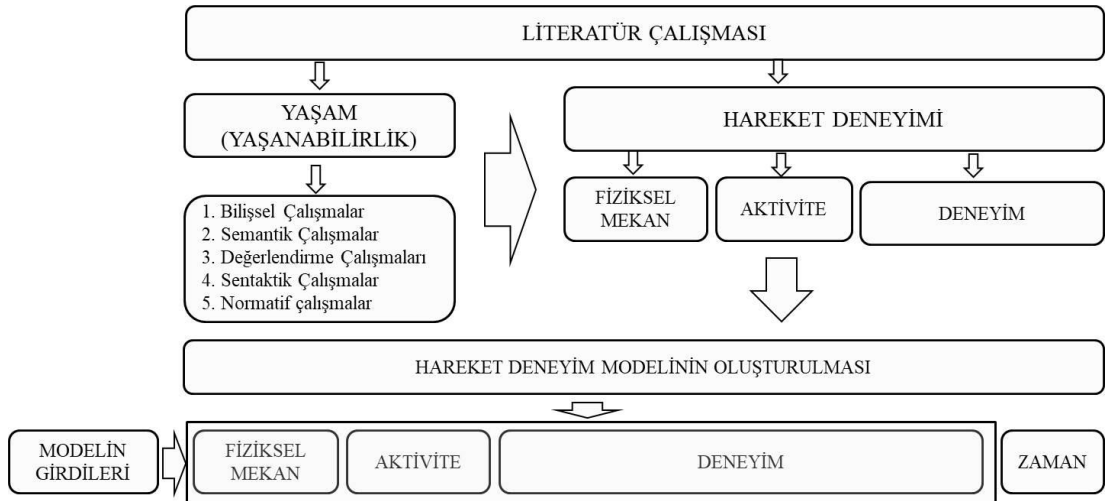 LİTERATÜR ÇALIŞMASI
YAŞAM
(YAŞANABİLİRLİK)
HAREKET DENEYİMİ
1. Bilişsel Çalışmalar
2. Semantik Çalışmalar
3. Değerlendirme Çalışmaları
4. Sentaktik Çalışmalar
5. Normatif çalışmalar
FİZİKSEL
MEKAN
AKTİVİTE
DENEYİM
HAREKET DENEYİM MODELİNİN OLUŞTURULMASI
MODELİN
GİRDİLERİ
FİZİKSEL
MEKAN
AKTİVİTE
DENEYİM
ZAMAN